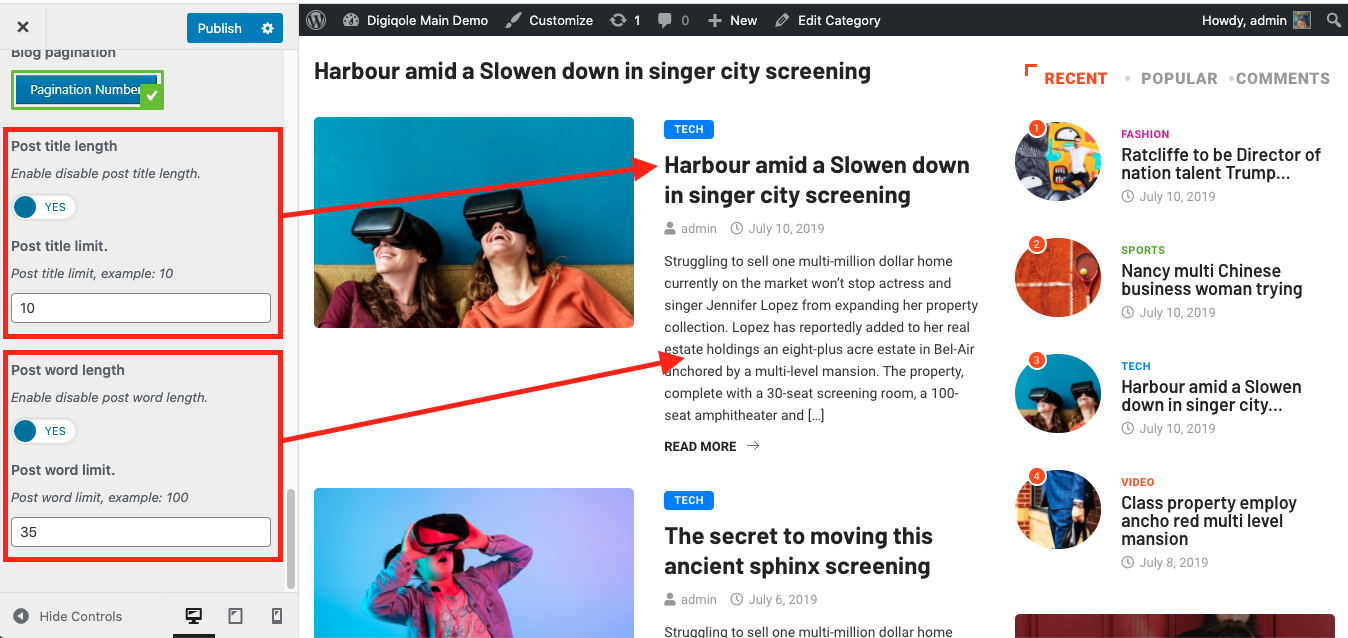 Publish
Digiqole Main Demo
Customize
1
0
New
Edit Category
Howdy, admin
Blog pagination
Pagination Number
Post title length
Enable disable post title length.
YES
Post title limit.
Post title limit, example: 10
10
Post word length
Enable disable post word length.
YES
Post word limit.
Post word limit, example: 100
35
Hide Controls
Harbour amid a Slowen down in singer city screening
TECH
Harbour amid a Slowen down
in singer city screening
admin July 10, 2019
Struggling to sell one multi-million dollar home
currently on the market won’t stop actress and
singer Jennifer Lopez from expanding her property
collection. Lopez has reportedly added to her real
estate holdings an eight-plus acre estate in Bel-Air
anchored by a multi-level mansion. The property,
complete with a 30-seat screening room, a 100-
seat amphitheater and […]
READ MORE
TECH
The secret to moving this
ancient sphinx screening
admin July 6, 2019
Struggling to sell one multi-million dollar home
RECENT • POPULAR • COMMENTS
1
FASHION
Ratcliffe to be Director of
nation talent Trump…
July 10, 2019
2
SPORTS
Nancy multi Chinese
business woman trying
July 10, 2019
3
TECH
Harbour amid a Slowen
down in singer city…
July 10, 2019
4
VIDEO
Class property employ
ancho red multi level
mansion
July 8, 2019